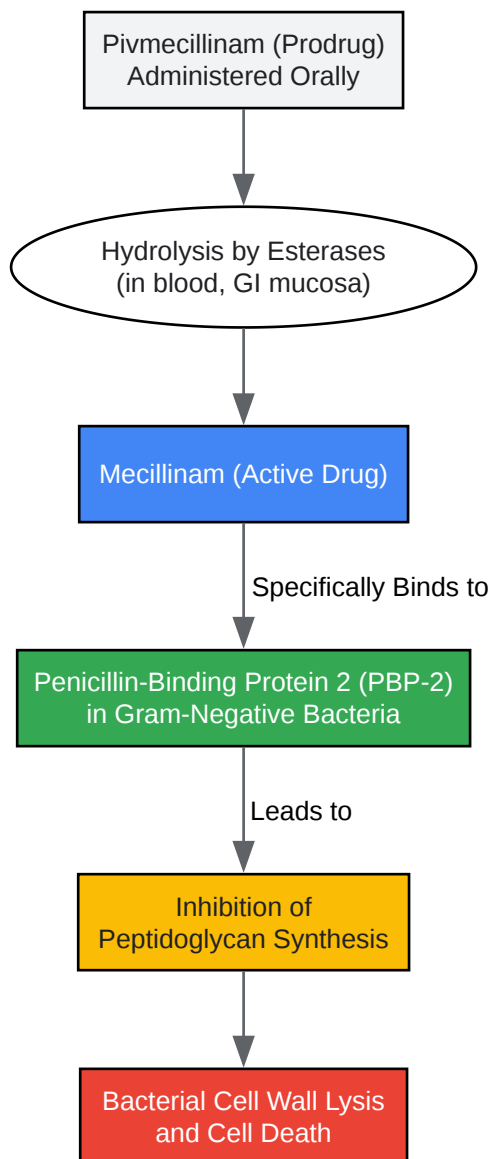 Pivmecillinam (Prodrug)
Administered Orally
Hydrolysis by Esterases
(in blood, GI mucosa)
Mecillinam (Active Drug)
Specifically Binds to
Penicillin-Binding Protein 2 (PBP-2)
in Gram-Negative Bacteria
Leads to
Inhibition of
Peptidoglycan Synthesis
Bacterial Cell Wall Lysis
and Cell Death